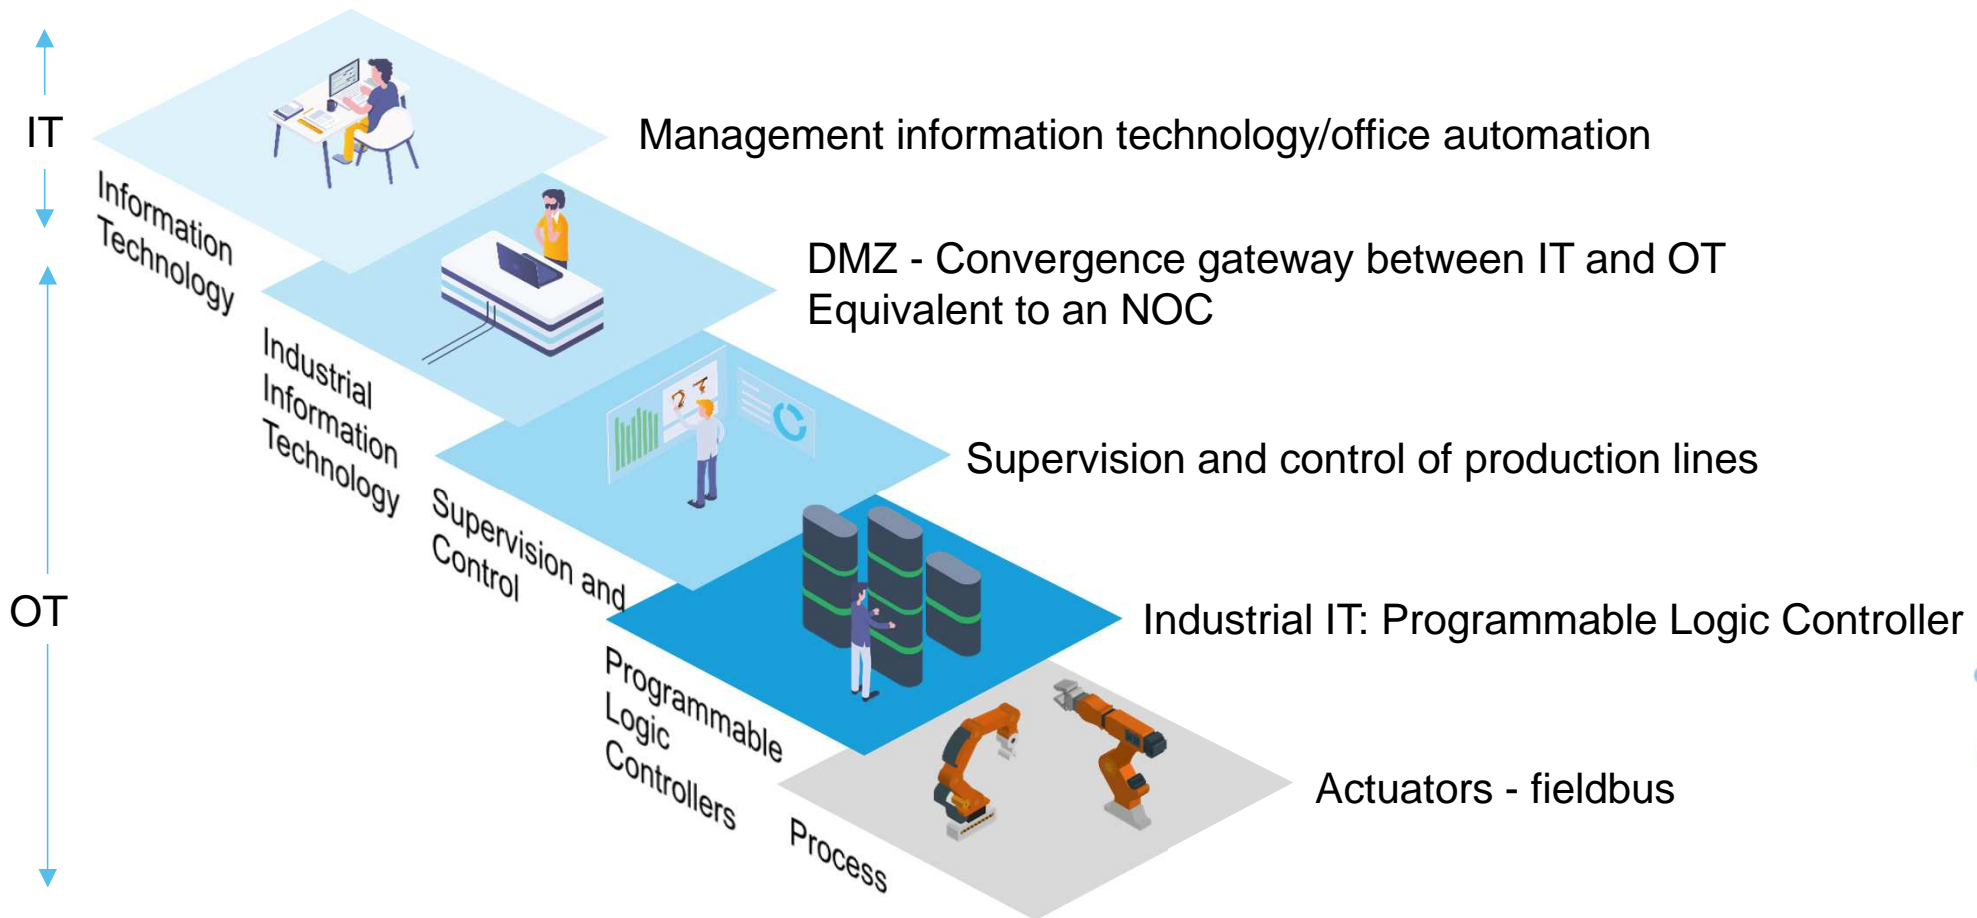 IT
Management information technology/office automation
Information
Technology
DMZ - Convergence gateway between IT and OT
Equivalent to an NOC
Industrial
Information
Technology
Supervision and control of production lines
Supervision and
Control
OT
Industrial IT: Programmable Logic Controller
Programmable
Logic
Controllers
Actuators - fieldbus
Process